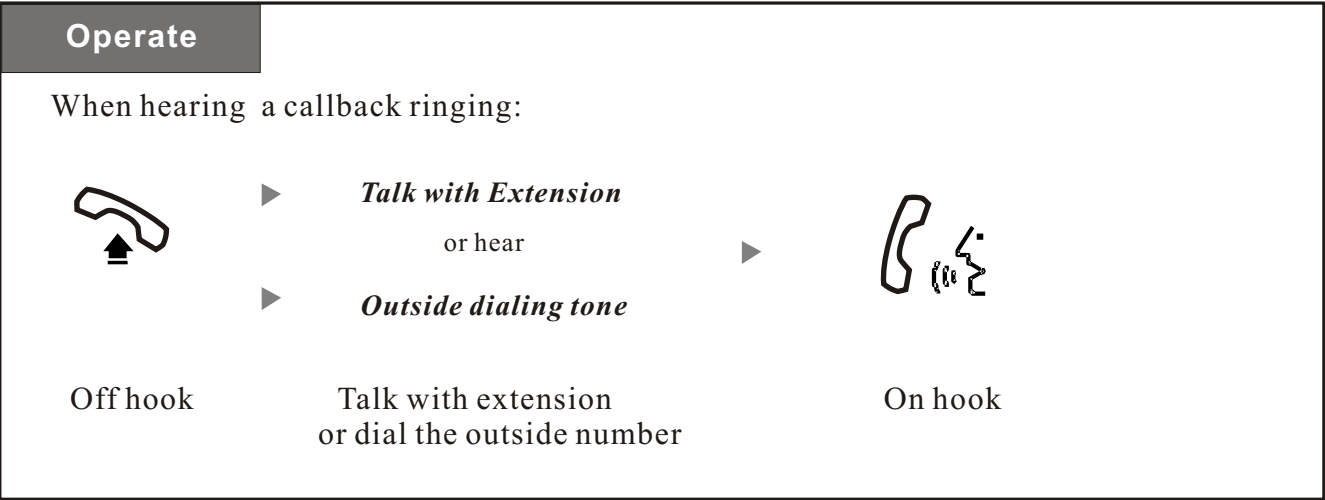 Operate
When hearing a callback ringing:
Talk with Extension
or hear
Outside dialing tone
Off hook
Talk with extension
or dial the outside number
On hook